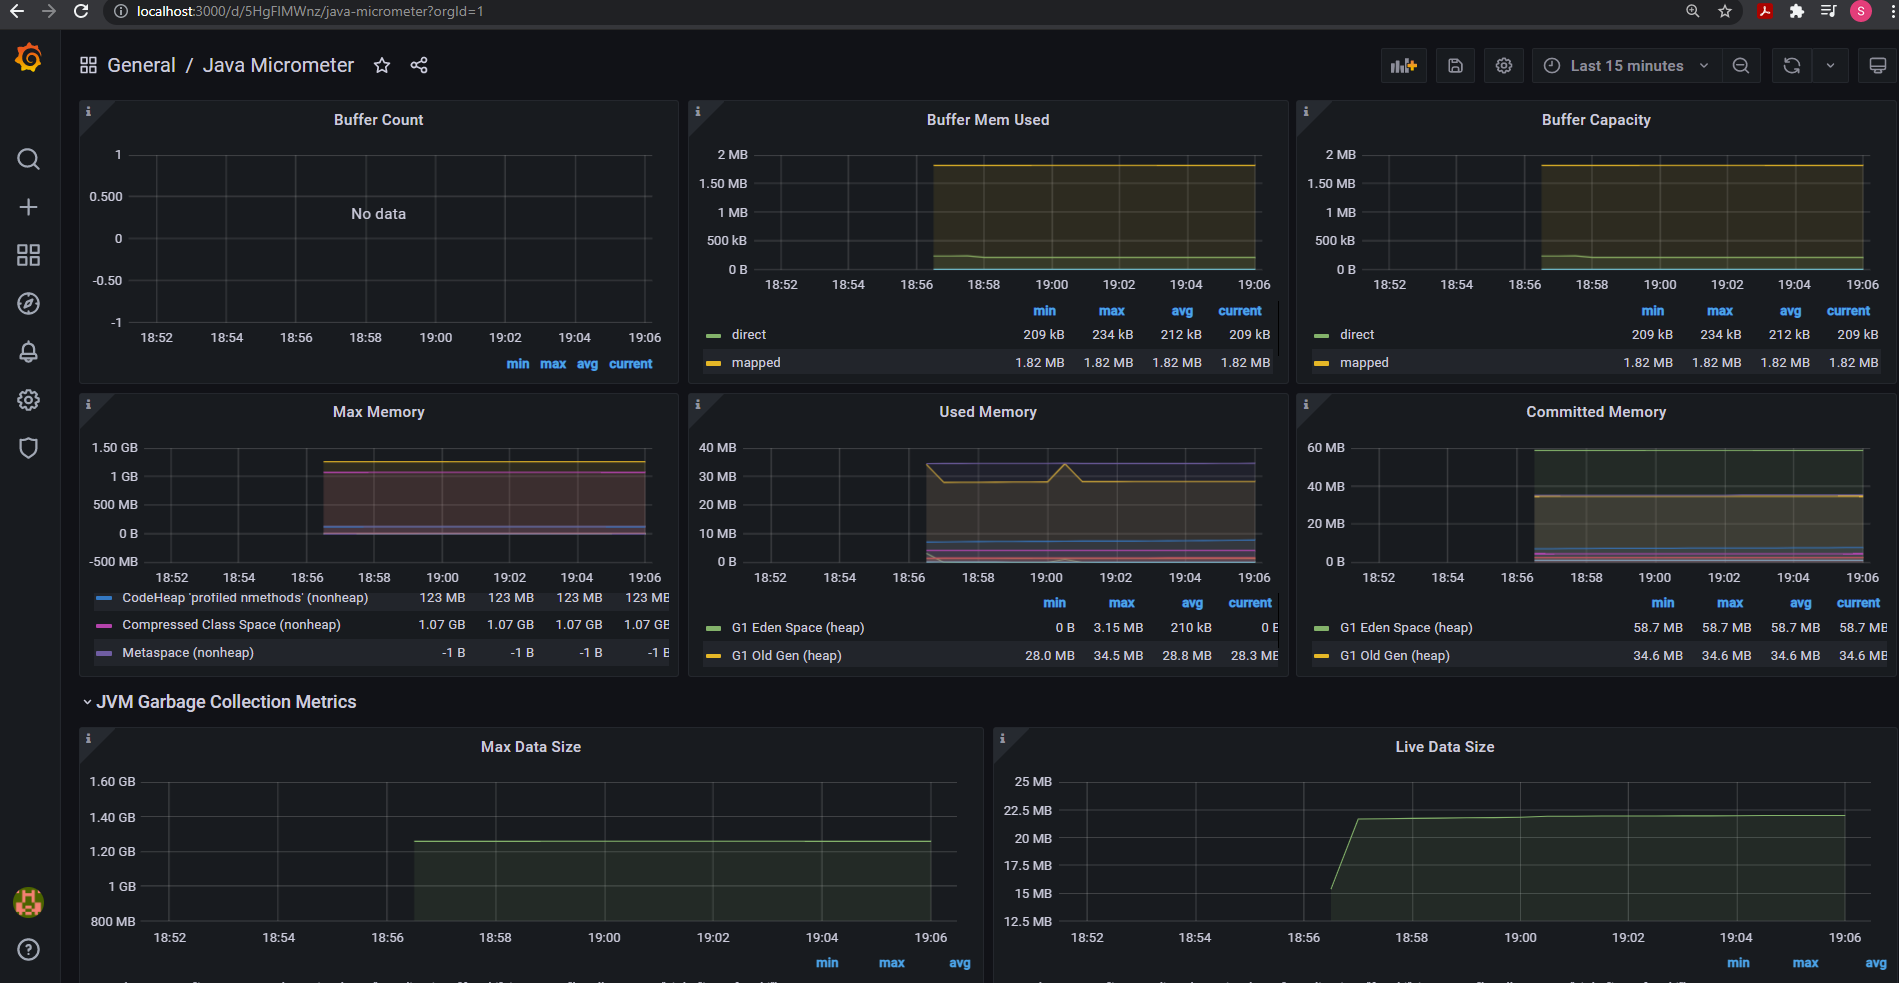 localhost:3000/d/5HgFIMWnz/java-micrometer?orgId=1
S
General / Java Micrometer
Last 15 minutes
Buffer Count
1
0.500
0
-0.50
-1
No data
18:52 18:54 18:56 18:58 19:00 19:02 19:04 19:06
min max avg current
Buffer Mem Used
2 MB
1.50 MB
1 MB
500 kB
0 B
18:52 18:54 18:56 18:58 19:00 19:02 19:04 19:06
min max avg current
direct 209 kB 234 kB 212 kB 209 kB
mapped 1.82 MB 1.82 MB 1.82 MB 1.82 MB
Buffer Capacity
2 MB
1.50 MB
1 MB
500 kB
0 B
18:52 18:54 18:56 18:58 19:00 19:02 19:04 19:06
min max avg current
direct 209 kB 234 kB 212 kB 209 kB
mapped 1.82 MB 1.82 MB 1.82 MB 1.82 MB
Max Memory
1.50 GB
1 GB
500 MB
0 B
-500 MB
18:52 18:54 18:56 18:58 19:00 19:02 19:04 19:06
CodeHeap 'profiled nmethods' (nonheap) 123 MB 123 MB 123 MB 123 MB
Compressed Class Space (nonheap) 1.07 GB 1.07 GB 1.07 GB 1.07 GB
Metaspace (nonheap) -1 B -1 B -1 B -1 B
Used Memory
40 MB
30 MB
20 MB
10 MB
0 B
18:52 18:54 18:56 18:58 19:00 19:02 19:04 19:06
min max avg current
G1 Eden Space (heap) 0 B 3.15 MB 210 kB 0 B
G1 Old Gen (heap) 28.0 MB 34.5 MB 28.8 MB 28.3 MB
Committed Memory
60 MB
40 MB
20 MB
0 B
18:52 18:54 18:56 18:58 19:00 19:02 19:04 19:06
min max avg current
G1 Eden Space (heap) 58.7 MB 58.7 MB 58.7 MB 58.7 MB
G1 Old Gen (heap) 34.6 MB 34.6 MB 34.6 MB 34.6 MB
JVM Garbage Collection Metrics
Max Data Size
1.60 GB
1.40 GB
1.20 GB
1 GB
800 MB
18:52 18:54 18:56 18:58 19:00 19:02 19:04 19:06
min max avg
Live Data Size
25 MB
22.5 MB
20 MB
17.5 MB
15 MB
12.5 MB
18:52 18:54 18:56 18:58 19:00 19:02 19:04 19:06
min max avg